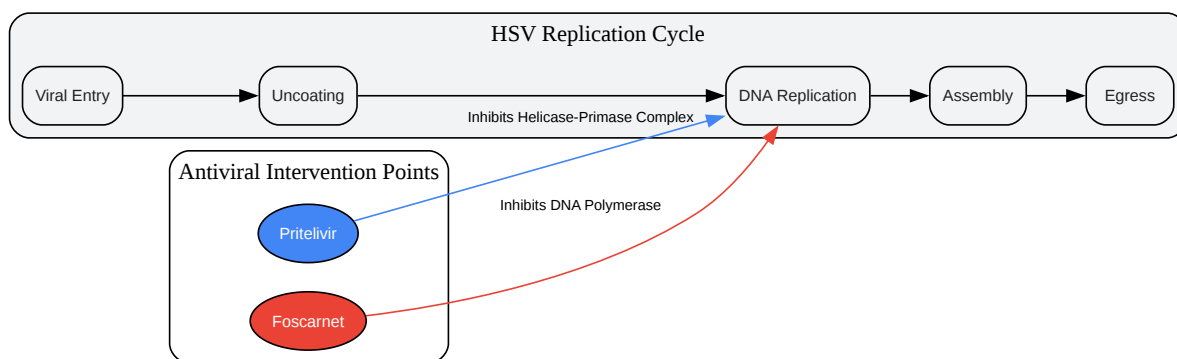 HSV Replication Cycle
Viral Entry
Uncoating
DNA Replication
Assembly
Egress
Inhibits Helicase-Primase Complex
Antiviral Intervention Points
Inhibits DNA Polymerase
Pritelivir
Foscarnet